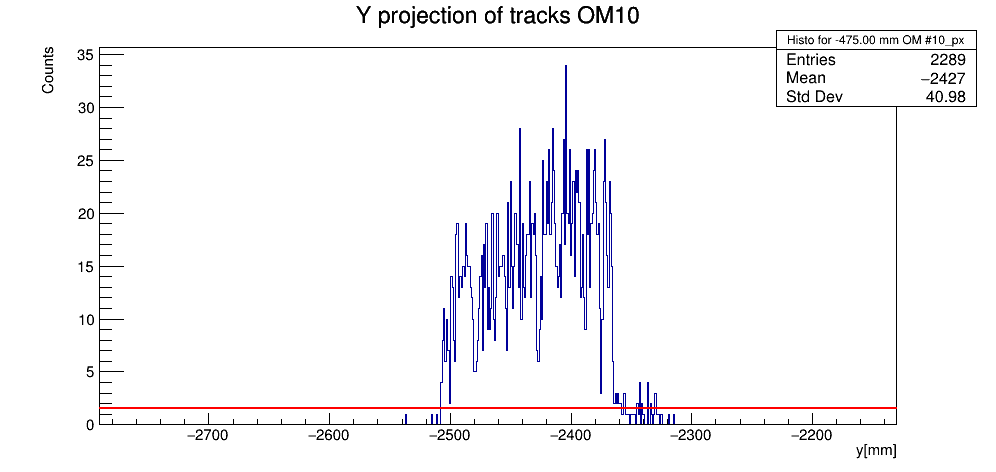 Y projection of tracks OM10
Histo for -475.00 mm OM #10_px
Entries 2289
Mean −2427
Std Dev 40.98
Counts
35
30
25
20
15
10
5
0
−2700 −2600 −2500 −2400 −2300 −2200
y[mm]